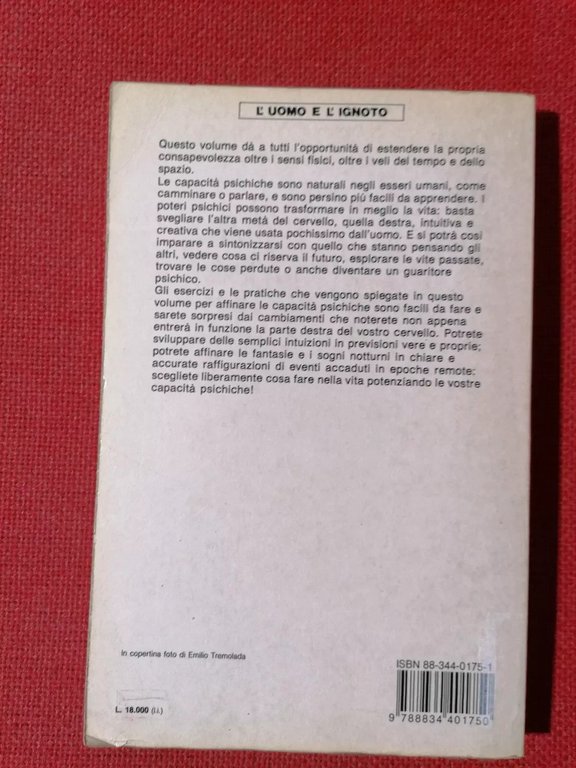 L'UOMO E L'IGNOTO
Questo volume dà a tutti l'opportunità di estendere la propria
consapevolezza oltre i sensi fisici, oltre i veli del tempo e dello
spazio.
Le capacità psichiche sono naturali negli esseri umani, come
camminare o parlare, e sono persino più facili da apprendere. I
poteri psichici possono trasformare in meglio la vita: basta
svegliare l'altra metà del cervello, quella destra, intuitiva e
creativa che viene usata pochissimo dall'uomo. E si potrà così
imparare a sintonizzarsi con quello che stanno pensando gli
altri, vedere cosa ci riserva il futuro, esplorare le vite passate,
trovare le cose perdute o anche diventare un guaritore
psichico.
Gli esercizi e le pratiche che vengono spiegate in questo
volume per affinare le capacità psichiche sono facili da fare e
sarete sorpresi dai cambiamenti che noterete non appena
entrerà in funzione la parte destra del vostro cervello. Potrete
sviluppare delle semplici intuizioni in previsioni vere e proprie;
potrete affinare le fantasie e i sogni notturni in chiare e
accurate raffigurazioni di eventi accaduti in epoche remote:
scegliete liberamente cosa fare nella vita potenziando le vostre
capacità psichiche!
In copertina foto di Emilio Tremolada
ISBN 88-344-0175-1
L. 18.000 (i.i.)
9 788834 401750